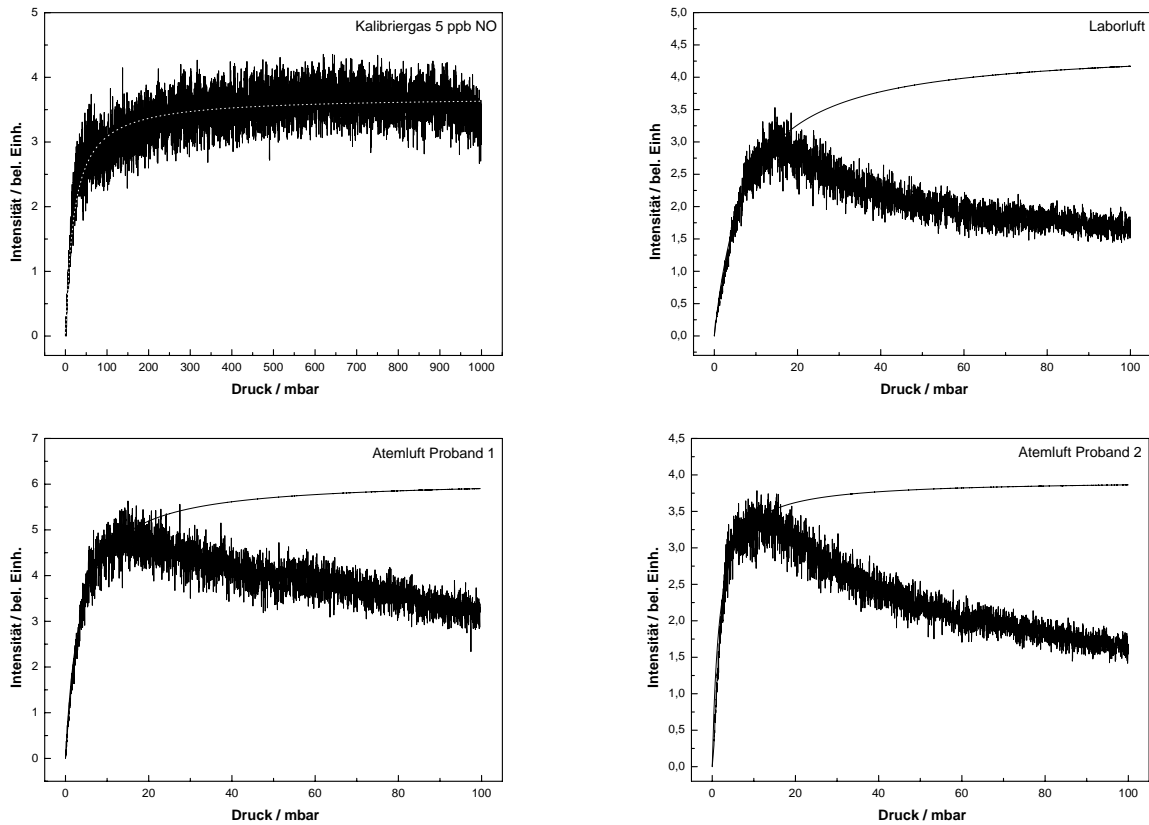 Kalibriergas 5 ppb NO
Intensität / bel. Einh.
5
4
3
2
1
0
0 100 200 300 400 500 600 700 800 900 1000
Druck / mbar
Laborluft
Intensität / bel. Einh
5,0
4,5
4,0
3,5
3,0
2,5
2,0
1,5
1,0
0,5
0,0
0 20 40 60 80 100
Druck / mbar
Atemluft Proband 1
Intensität / bel. Einh.
7
6
5
4
3
2
1
0
0 20 40 60 80 100
Druck / mbar
Atemluft Proband 2
Intensität / bel. Einh.
4,5
4,0
3,5
3,0
2,5
2,0
1,5
1,0
0,5
0,0
0 20 40 60 80 100
Druck / mbar